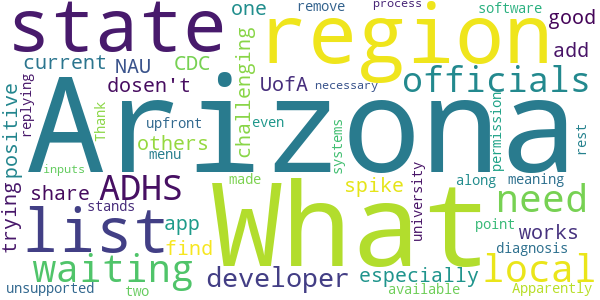 state region one remove process software good
current NAU CDC challenging officials add
replying positive dosen't UofA necessary
Arizona
Thank upfront others even systems permission rest
menu
inputs made along meaning
trying share ADHS spike need
stands What university
list app point works
waiting find developer especially local diagnosis
unsupported two available Apparently